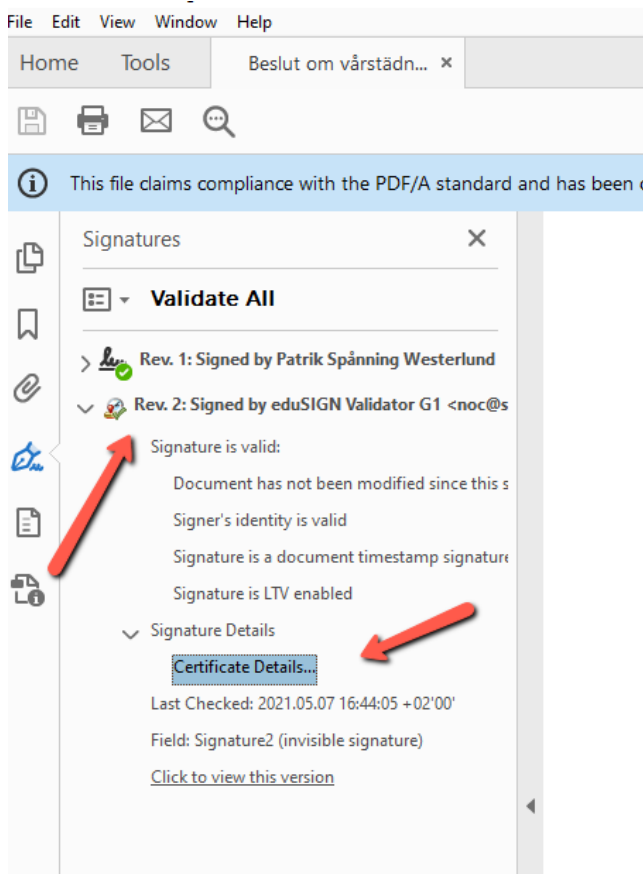 File Edit View Window Help
Home Tools Beslut om vårstädn... ×
This file claims compliance with the PDF/A standard and has been
Signatures
Validate All
Rev. 1: Signed by Patrik Spånning Westerlund
Rev. 2: Signed by eduSIGN Validator G1 <noc@s
Signature is valid:
Document has not been modified since this s
Signer's identity is valid
Signature is a document timestamp signature
Signature is LTV enabled
Signature Details
Certificate Details...
Last Checked: 2021.05.07 16:44:05 +02'00'
Field: Signature2 (invisible signature)
Click to view this version